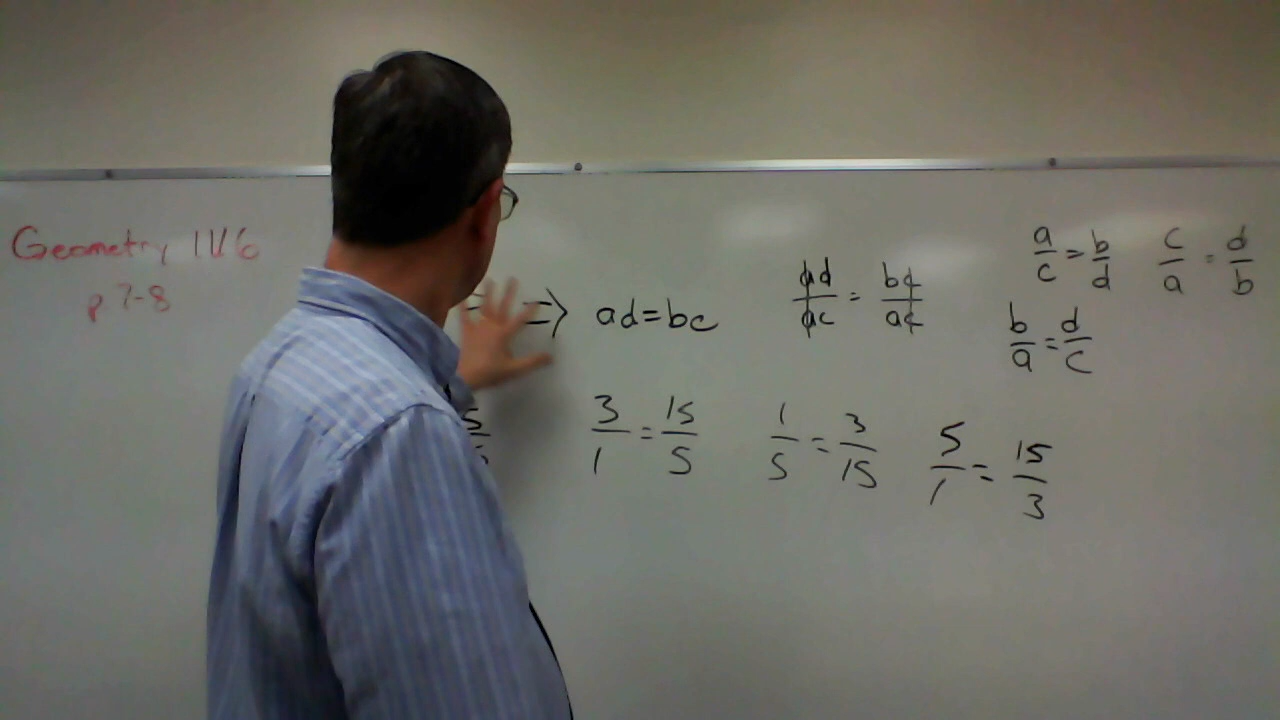 Geometry 11/6
p 7-8
⇒ ad=bc
ad/ac = bc/ac
a/c = b/d
c/a = d/b
b/a = d/c
3/1 = 15/5
1/5 = 3/15
5/1 = 15/3